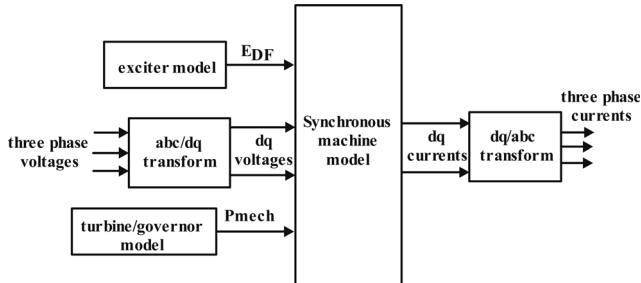 exciter model
E_DF
three phase
voltages
abc/dq
transform
dq
voltages
Synchronous
machine
model
dq
currents
dq/abc
transform
three phase
currents
turbine/governor
model
Pmech